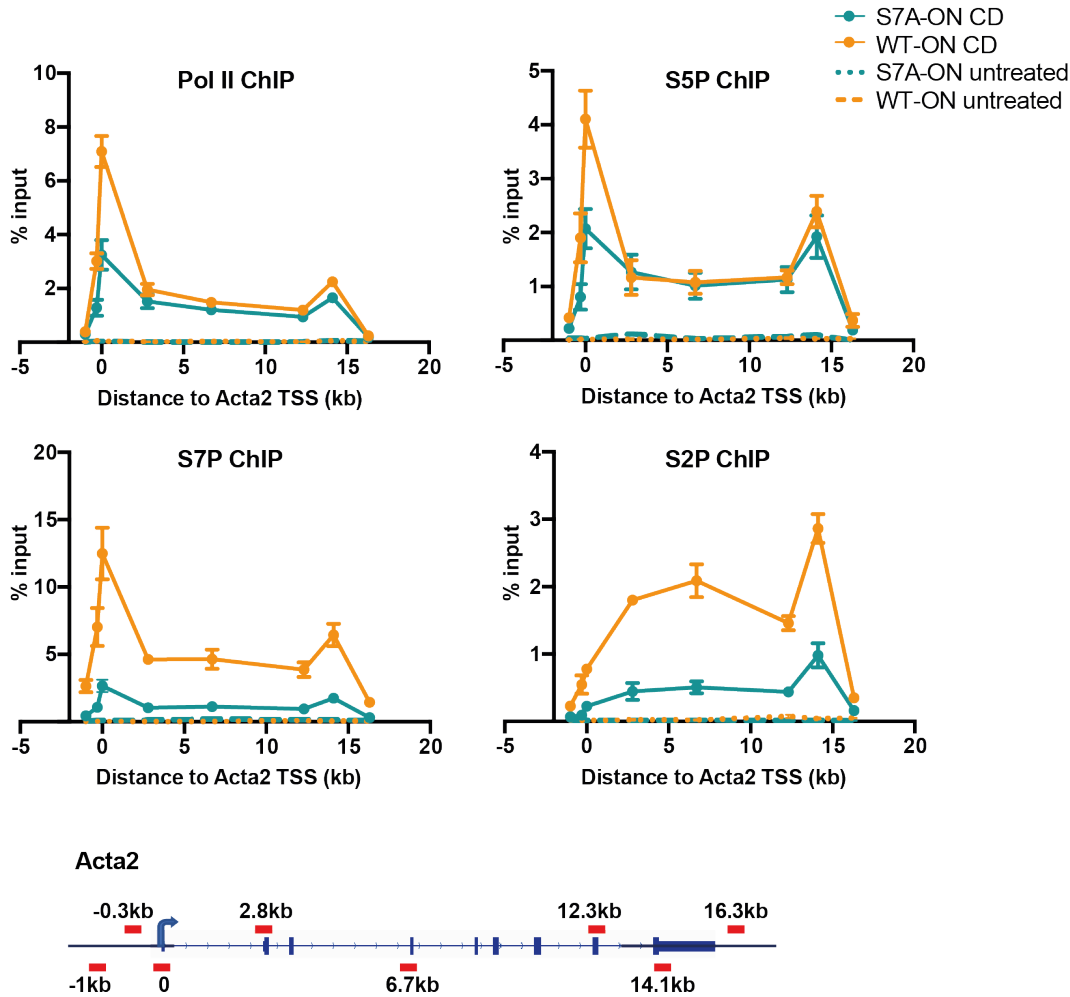 S7A-ON CD
WT-ON CD
S7A-ON untreated
WT-ON untreated
Pol II ChIP
% input
10
8
6
4
2
-5 0 5 10 15 20
Distance to Acta2 TSS (kb)
S5P ChIP
% input
5
4
3
2
1
-5 0 5 10 15 20
Distance to Acta2 TSS (kb)
S7P ChIP
% input
20
15
10
5
-5 0 5 10 15 20
Distance to Acta2 TSS (kb)
S2P ChIP
% input
4
3
2
1
-5 0 5 10 15 20
Distance to Acta2 TSS (kb)
Acta2
-0.3kb 2.8kb 12.3kb 16.3kb
-1kb 0 6.7kb 14.1kb